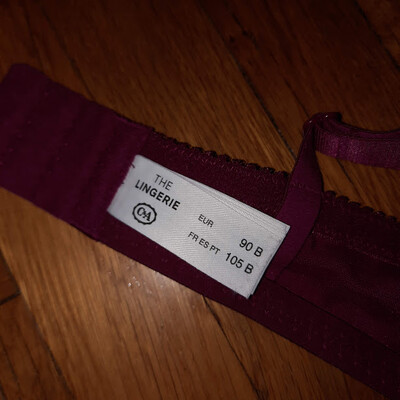 THE
LINGERIE
C&A
EUR 90 B
FR ES PT 105 B